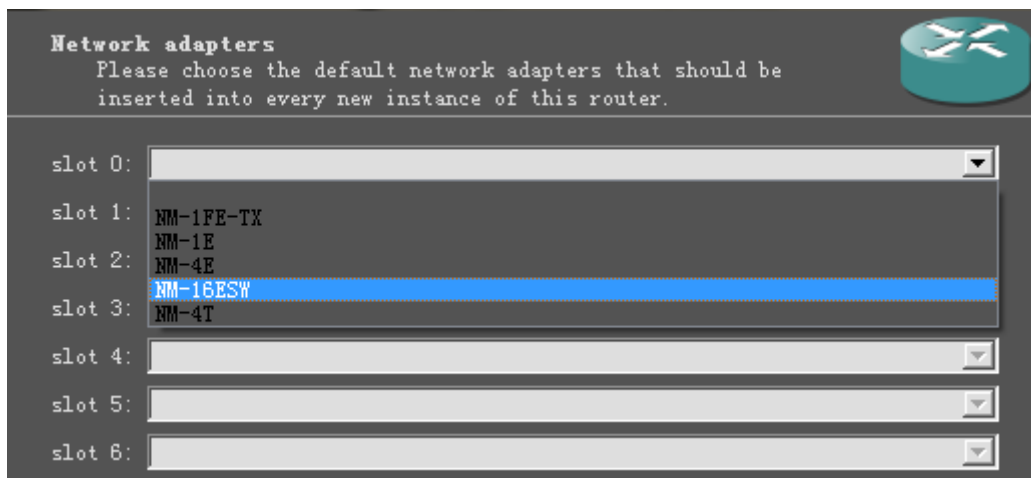 Network adapters
Please choose the default network adapters that should be
inserted into every new instance of this router.
slot 0:
slot 1:
NM-1FE-TX
NM-1E
slot 2:
NM-4E
NM-16ESW
slot 3:
NM-4T
slot 4:
slot 5:
slot 6: